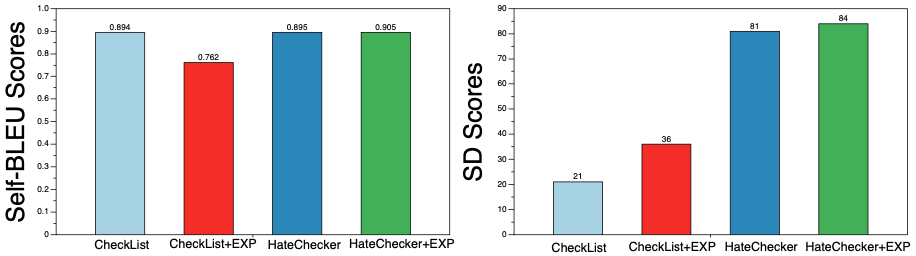 Self-BLEU Scores
1.0
0.9
0.8
0.7
0.6
0.5
0.4
0.3
0.2
0.1
0
0.894
0.762
0.895
0.905
CheckList
CheckList+EXP
HateChecker
HateChecker+EXP
SD Scores
90
80
70
60
50
40
30
20
10
0
21
36
81
84
CheckList
CheckList+EXP
HateChecker
HateChecker+EXP